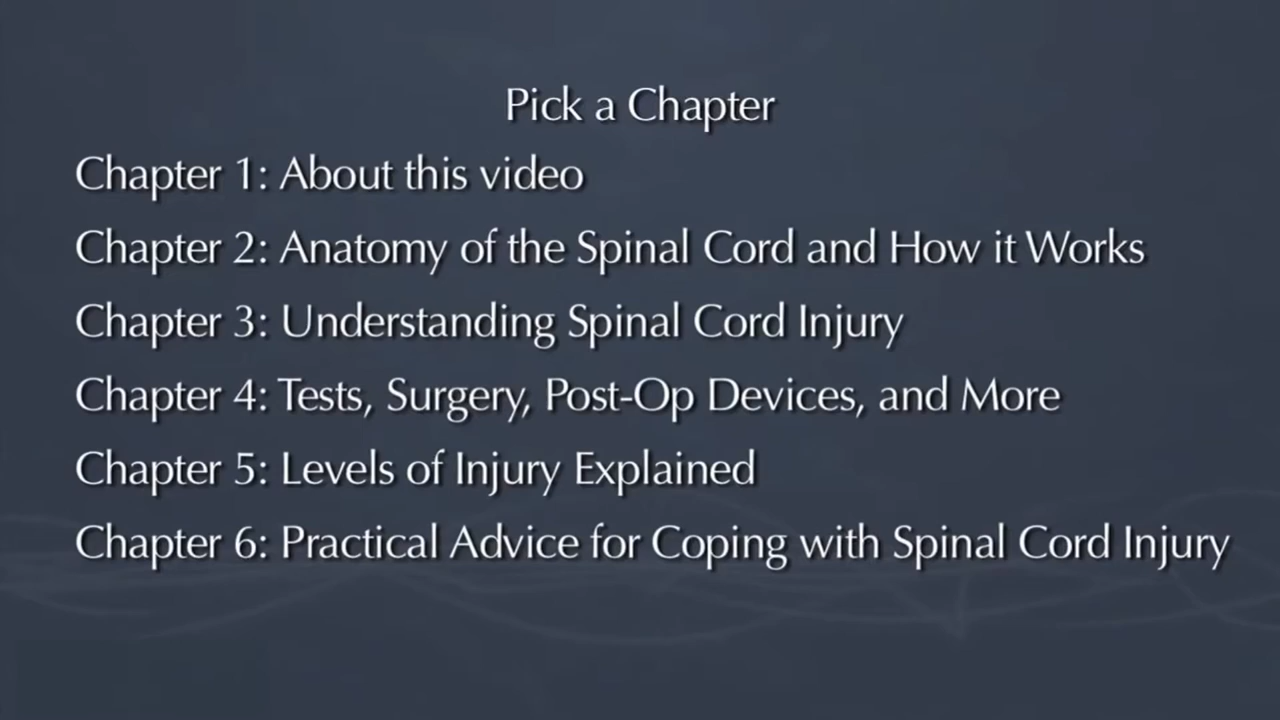 Pick a Chapter
Chapter 1: About this video
Chapter 2: Anatomy of the Spinal Cord and How it Works
Chapter 3: Understanding Spinal Cord Injury
Chapter 4: Tests, Surgery, Post-Op Devices, and More
Chapter 5: Levels of Injury Explained
Chapter 6: Practical Advice for Coping with Spinal Cord Injury